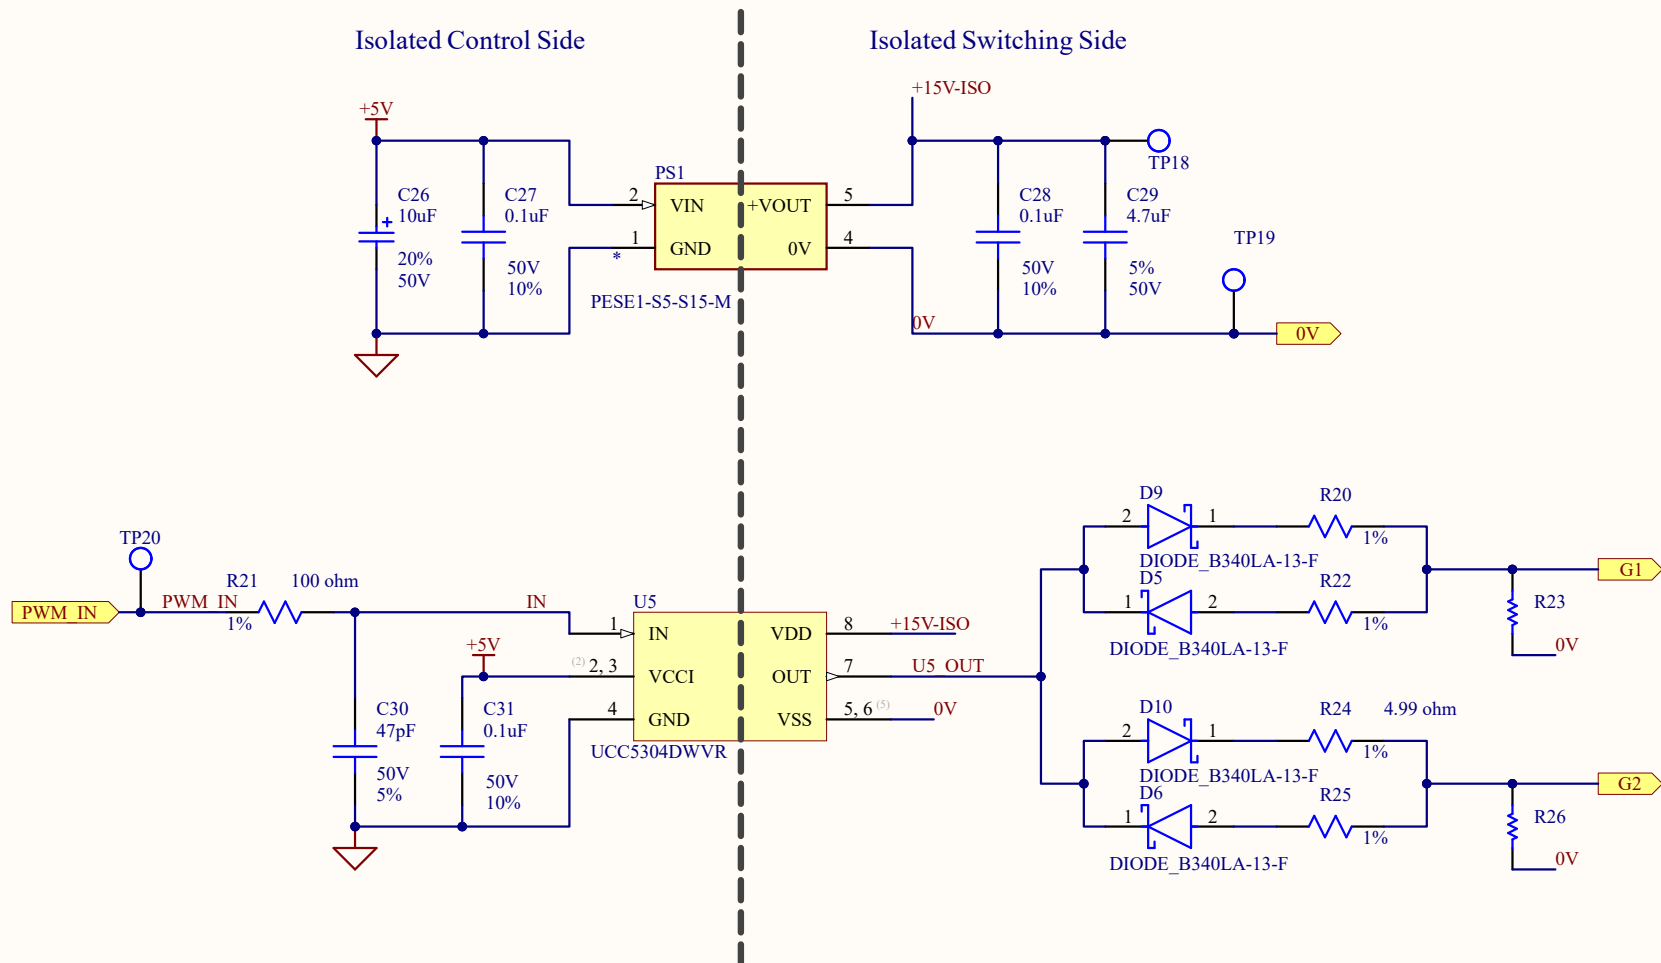 Isolated Control Side
Isolated Switching Side
+5V
C26
10uF
20%
50V
C27
0.1uF
50V
10%
PS1
2
VIN
1
GND
*
+VOUT
5
0V
4
PESE1-S5-S15-M
+15V-ISO
TP18
C28
0.1uF
50V
10%
C29
4.7uF
5%
50V
TP19
0V
0V
TP20
PWM_IN
PWM_IN
R21
100 ohm
1%
IN
C30
47pF
50V
5%
+5V
C31
0.1uF
50V
10%
U5
1
IN
(2) 2, 3
VCCI
4
GND
VDD
8
+15V-ISO
OUT
7
U5_OUT
VSS
5, 6 (5)
0V
UCC5304DWVR
D9
2
1
DIODE_B340LA-13-F
R20
1%
D5
1
2
DIODE_B340LA-13-F
R22
1%
G1
R23
0V
D10
2
1
DIODE_B340LA-13-F
R24
4.99 ohm
1%
D6
1
2
DIODE_B340LA-13-F
R25
1%
G2
R26
0V